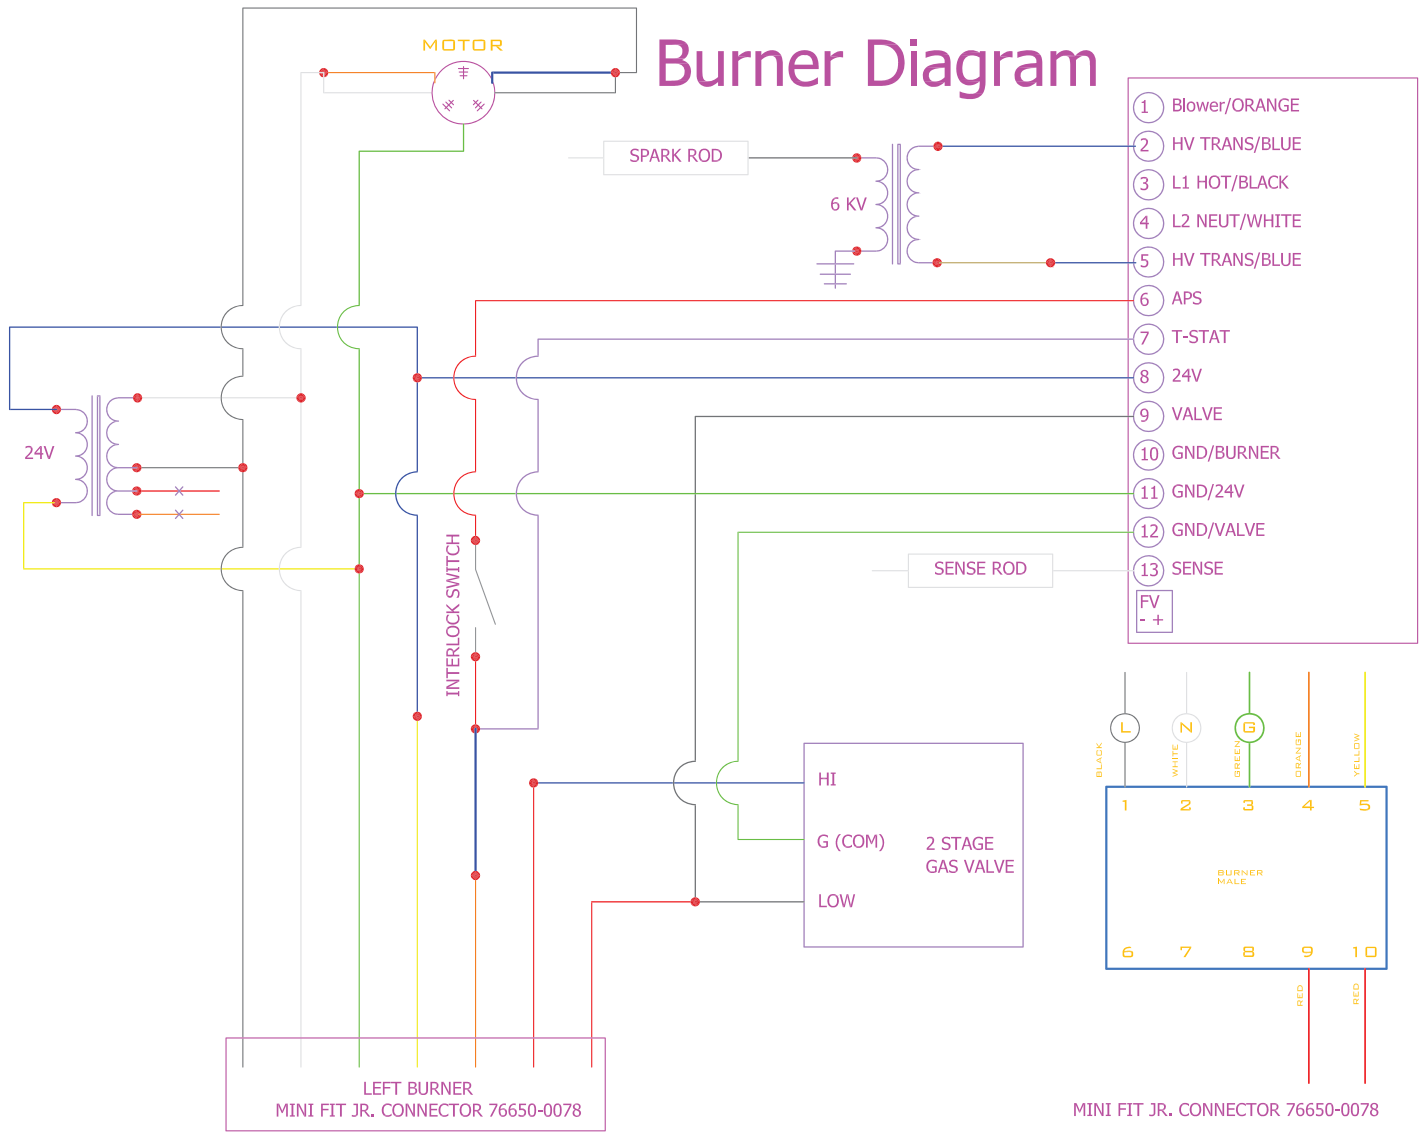 Burner Diagram
MOTOR
SPARK ROD
6 KV
24V
1 Blower/ORANGE
2 HV TRANS/BLUE
3 L1 HOT/BLACK
4 L2 NEUT/WHITE
5 HV TRANS/BLUE
6 APS
7 T-STAT
8 24V
9 VALVE
10 GND/BURNER
11 GND/24V
12 GND/VALVE
13 SENSE
FV
- +
SENSE ROD
INTERLOCK SWITCH
HI
G (COM)
LOW
2 STAGE
GAS VALVE
L N G
BLACK WHITE GREEN ORANGE YELLOW
1 2 3 4 5
BURNER
MALE
6 7 8 9 10
RED RED
LEFT BURNER
MINI FIT JR. CONNECTOR 76650-0078
MINI FIT JR. CONNECTOR 76650-0078